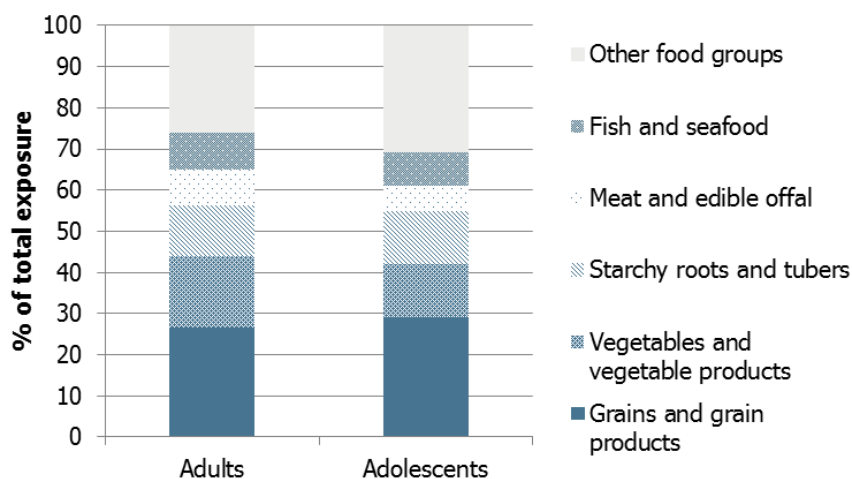 100
90
80
70
60
50
40
30
20
10
0
% of total exposure
Adults
Adolescents
Other food groups
Fish and seafood
Meat and edible offal
Starchy roots and tubers
Vegetables and
vegetable products
Grains and grain
products